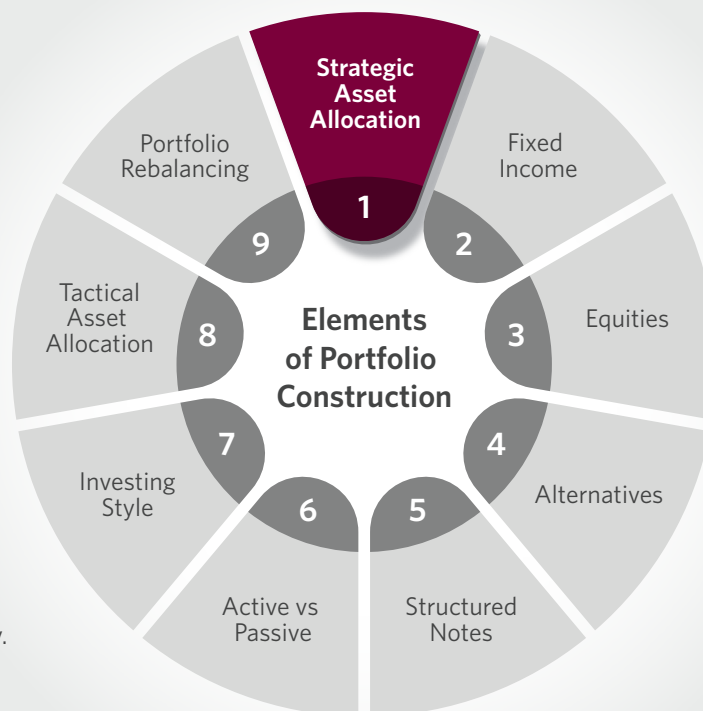 Strategic
Asset
Allocation
1
Fixed
Income
2
Equities
3
Alternatives
4
Structured
Notes
5
Active vs
Passive
6
Investing
Style
7
Tactical
Asset
Allocation
8
Portfolio
Rebalancing
9
Elements
of Portfolio
Construction